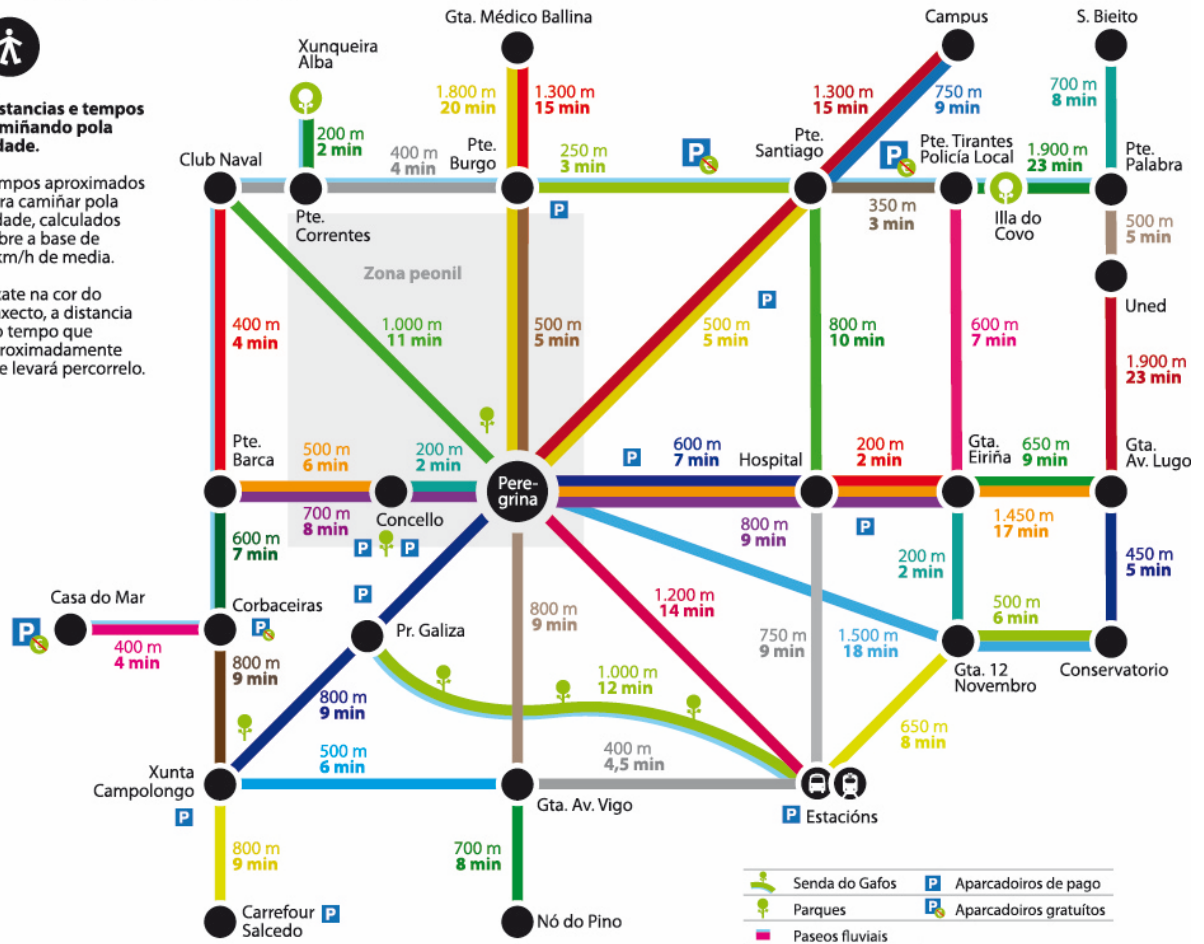 Gta. Médico Ballina
Campus
S. Bieito
Xunqueira
Alba
stancias e tempos
miñando pola
dade.
mpos aproximados
ra camiñar pola
dade, calculados
bre a base de
km/h de media.
ate na cor do
axecto, a distancia
o tempo que
roximadamente
e levará percorrelo.
1.800 m
20 min
1.300 m
15 min
1.300 m
15 min
750 m
9 min
700 m
8 min
200 m
2 min
Club Naval
400 m
4 min
Pte.
Burgo
250 m
3 min
P
Pte.
Santiago
P
Pte. Tirantes
Policía Local
1.900 m
23 min
Pte.
Palabra
Pte.
Correntes
P
350 m
3 min
Illa do
Covo
500 m
5 min
Zona peonil
P
Uned
400 m
4 min
1.000 m
11 min
500 m
5 min
500 m
5 min
800 m
10 min
600 m
7 min
1.900 m
23 min
Pte.
Barca
500 m
6 min
200 m
2 min
P
600 m
7 min
Hospital
200 m
2 min
Gta.
Eiriña
650 m
9 min
Gta.
Av. Lugo
Pere-
grina
700 m
8 min
Concello
P
P
800 m
9 min
P
1.450 m
17 min
600 m
7 min
200 m
2 min
450 m
5 min
Casa do Mar
P
Corbaceiras
P
P
Pr. Galiza
400 m
4 min
800 m
9 min
1.200 m
14 min
750 m
9 min
1.500 m
18 min
500 m
6 min
Gta. 12
Novembro
Conservatorio
800 m
9 min
800 m
9 min
1.000 m
12 min
650 m
8 min
Xunta
Campolongo
500 m
6 min
400 m
4,5 min
P
Gta. Av. Vigo
P Estacións
800 m
9 min
700 m
8 min
Carrefour
Salcedo
P
Nó do Pino
Senda do Gafos
P Aparcadoiros de pago
Parques
P Aparcadoiros gratuítos
Paseos fluviais